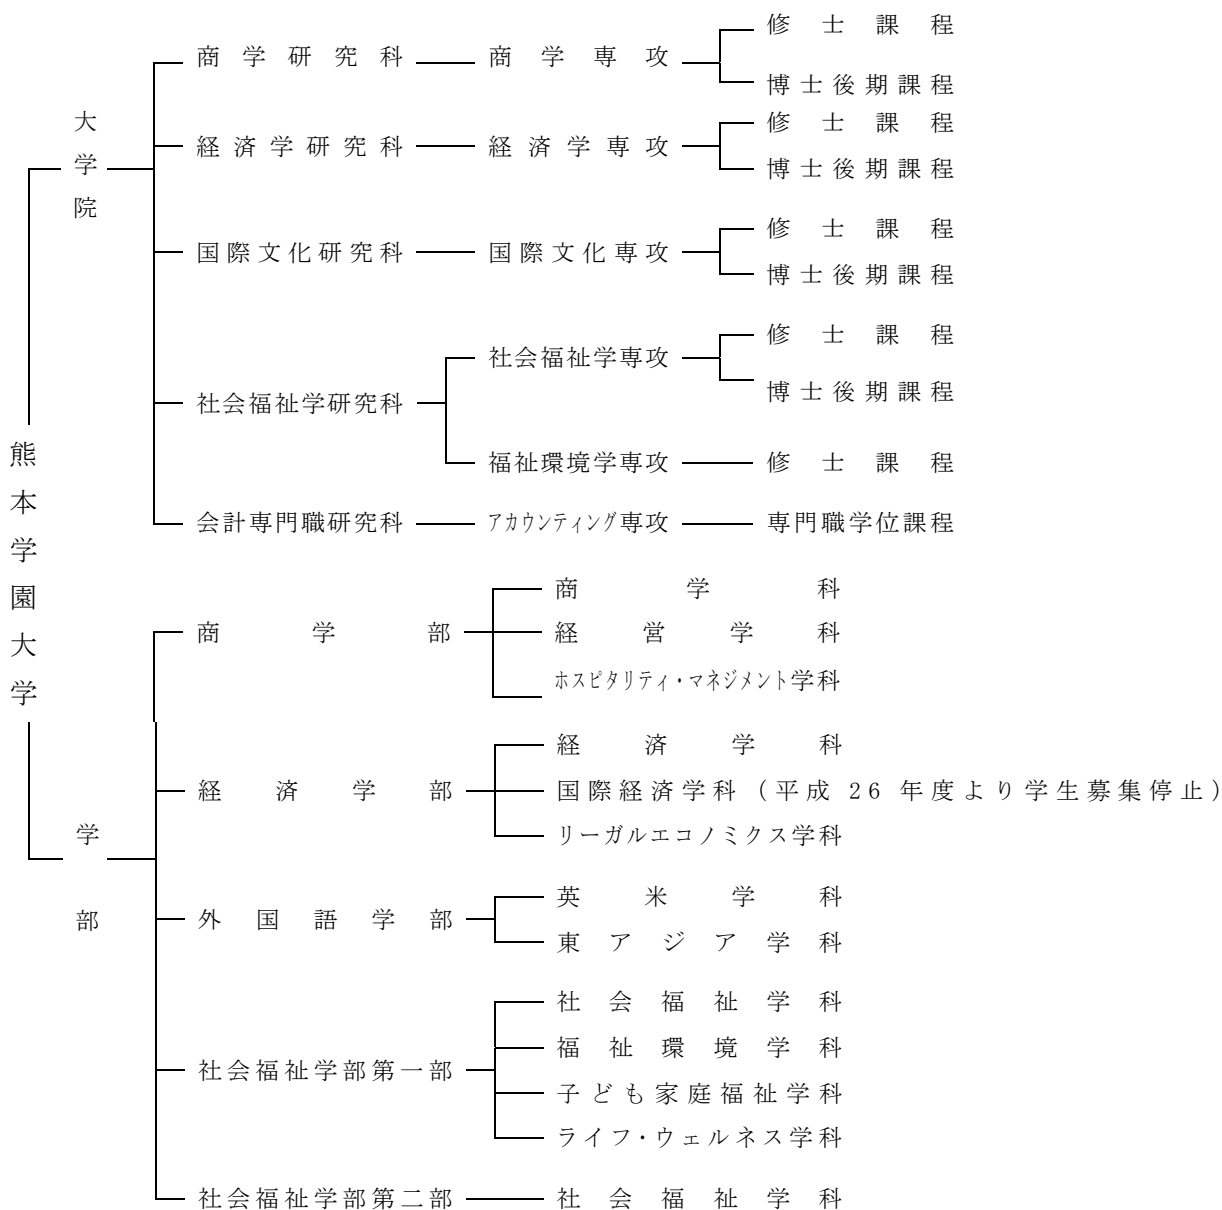 熊本学園大学
大学院
商学研究科 商学専攻 修士課程
博士後期課程
経済学研究科 経済学専攻 修士課程
博士後期課程
国際文化研究科 国際文化専攻 修士課程
博士後期課程
社会福祉学研究科 社会福祉学専攻 修士課程
博士後期課程
福祉環境学専攻 修士課程
会計専門職研究科 アカウンティング専攻 専門職学位課程
学部
商学部 商学科
経営学科
ホスピタリティ・マネジメント学科
経済学部 経済学科
国際経済学科（平成 26 年度より学生募集停止）
リーガルエコノミクス学科
外国語学部 英米学科
東アジア学科
社会福祉学部第一部 社会福祉学科
福祉環境学科
子ども家庭福祉学科
ライフ・ウェルネス学科
社会福祉学部第二部 社会福祉学科